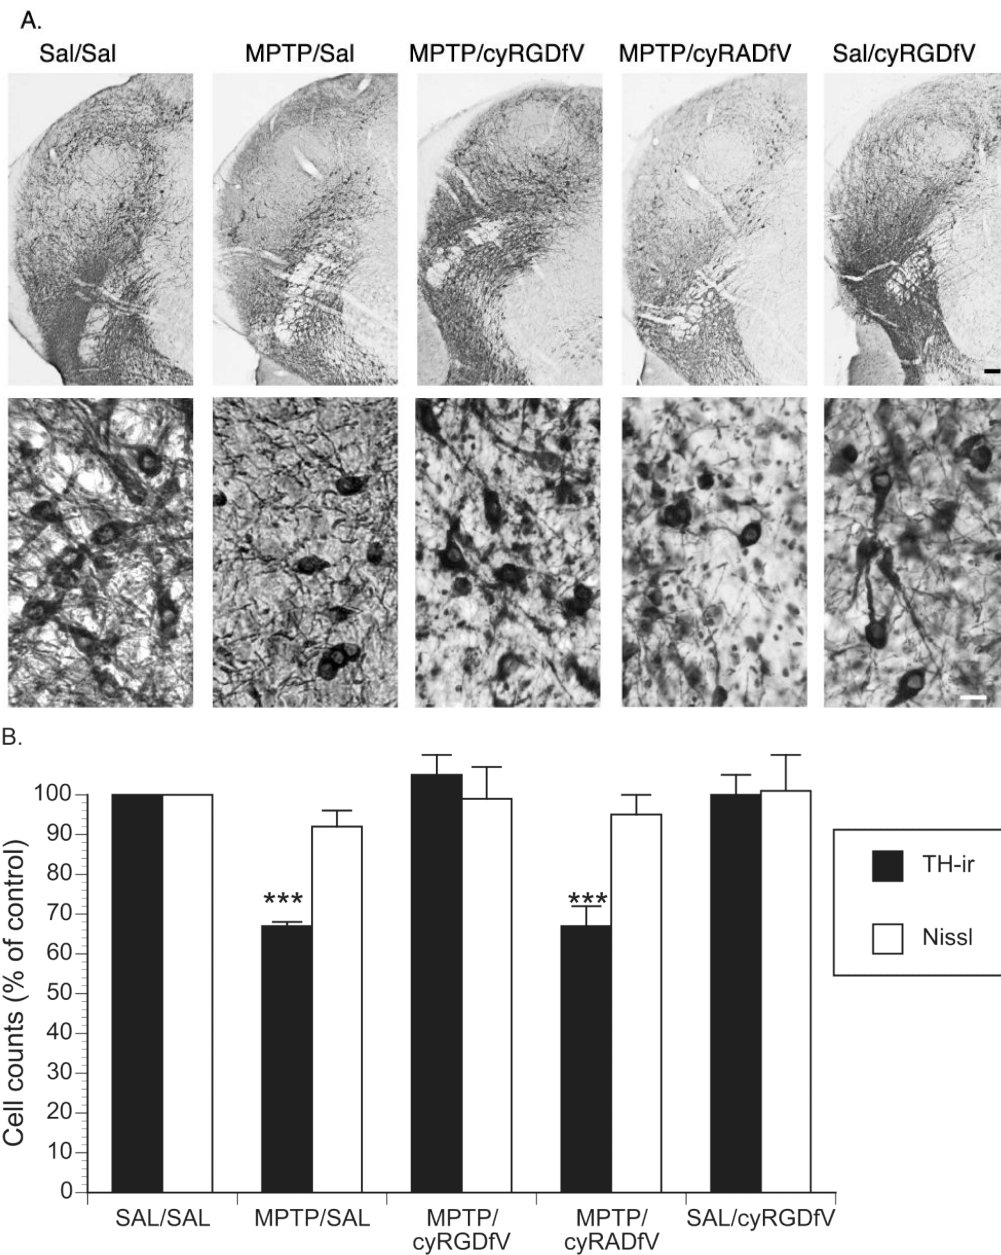 A.
Sal/Sal MPTP/Sal MPTP/cyRGDfV MPTP/cyRADfV Sal/cyRGDfV
B.
Cell counts (% of control)
100
90
80
70
60
50
40
30
20
10
0
*** ***
TH-ir
Nissl
SAL/SAL MPTP/SAL MPTP/ MPTP/ SAL/cyRGDfV
cyRGDfV cyRADfV